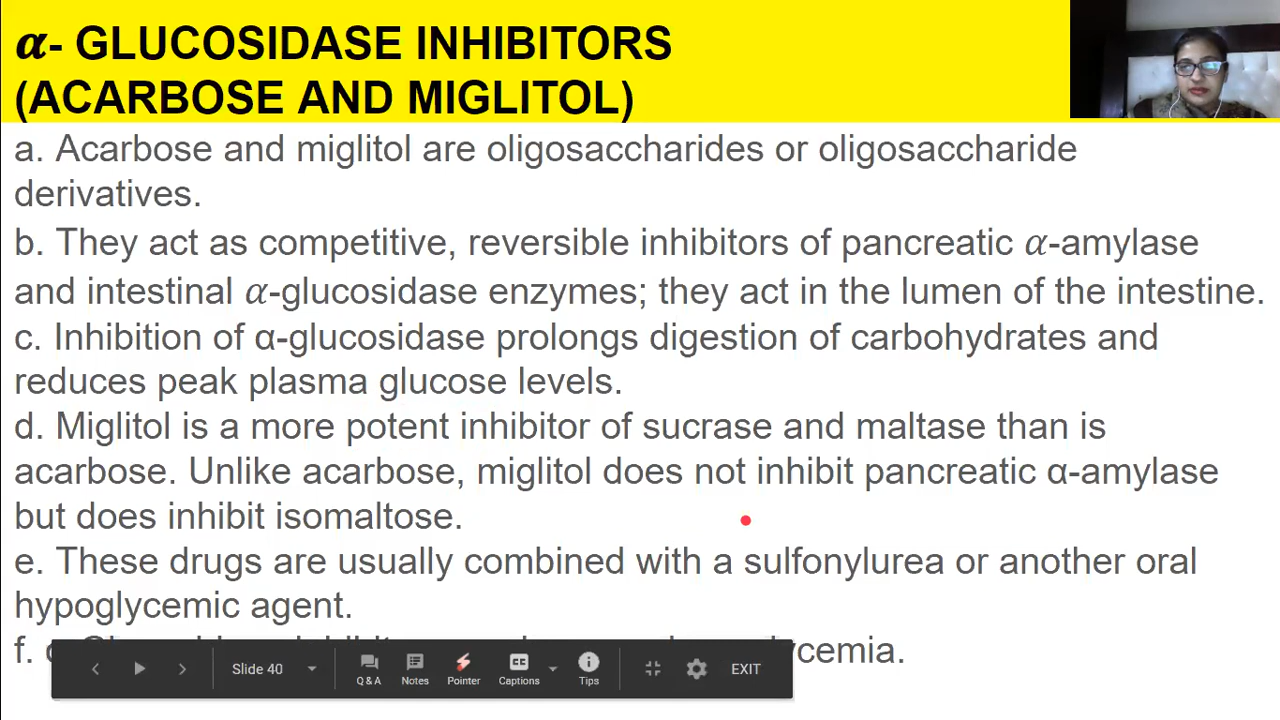 𝜶- GLUCOSIDASE INHIBITORS
(ACARBOSE AND MIGLITOL)
a. Acarbose and miglitol are oligosaccharides or oligosaccharide
derivatives.
b. They act as competitive, reversible inhibitors of pancreatic 𝛼-amylase
and intestinal 𝛼-glucosidase enzymes; they act in the lumen of the intestine.
c. Inhibition of α-glucosidase prolongs digestion of carbohydrates and
reduces peak plasma glucose levels.
d. Miglitol is a more potent inhibitor of sucrase and maltase than is
acarbose. Unlike acarbose, miglitol does not inhibit pancreatic α-amylase
but does inhibit isomaltose.
e. These drugs are usually combined with a sulfonylurea or another oral
hypoglycemic agent.
f.
Slide 40
Q & A
Notes
Pointer
CC
Captions
Tips
EXIT